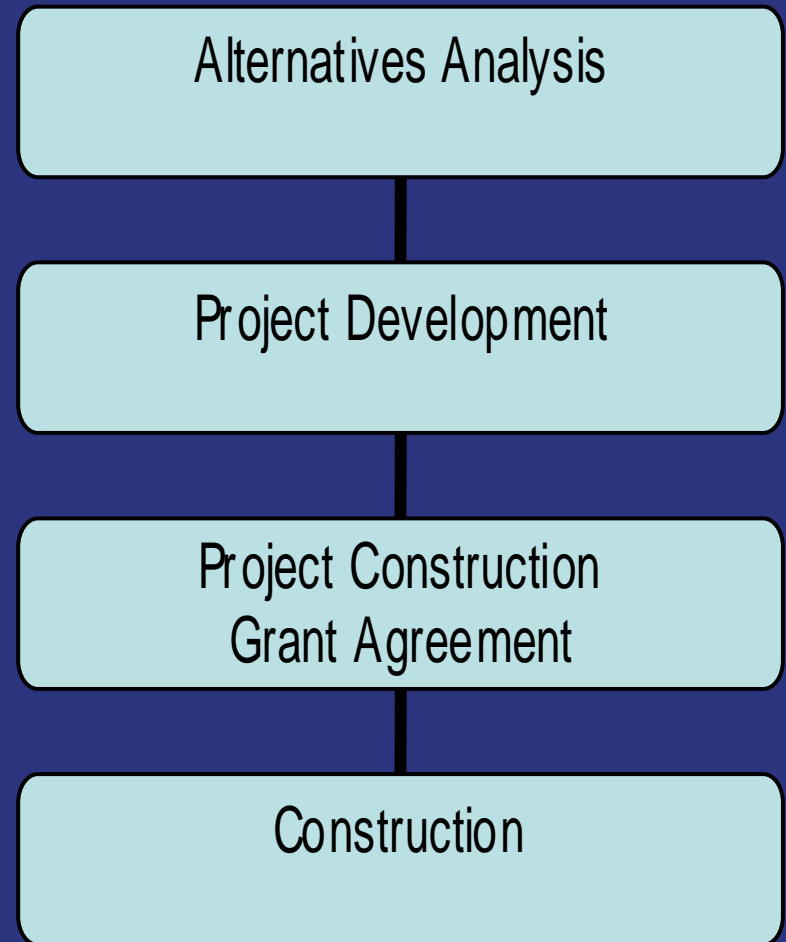 Alternatives Analysis
Project Development
Project Construction
Grant Agreement
Construction